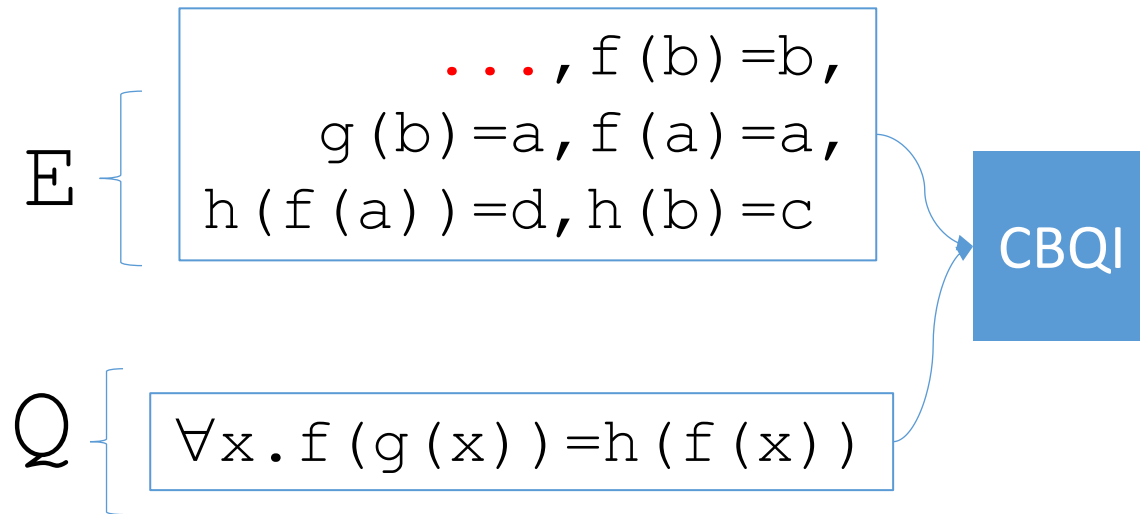 ...,f(b)=b,
E
g(b)=a,f(a)=a,
h(f(a))=d,h(b)=c
CBQI
Q
∀x.f(g(x))=h(f(x))